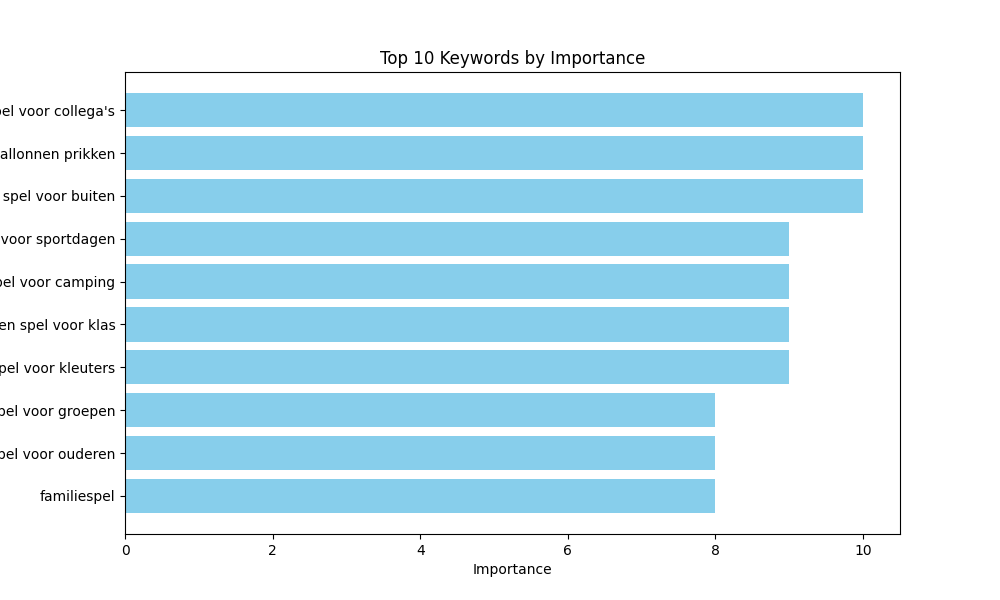 Top 10 Keywords by Importance
pel voor collega's
allonnen prikken
spel voor buiten
voor sportdagen
pel voor camping
en spel voor klas
pel voor kleuters
pel voor groepen
pel voor ouderen
familiespel
0 2 4 6 8 10
Importance